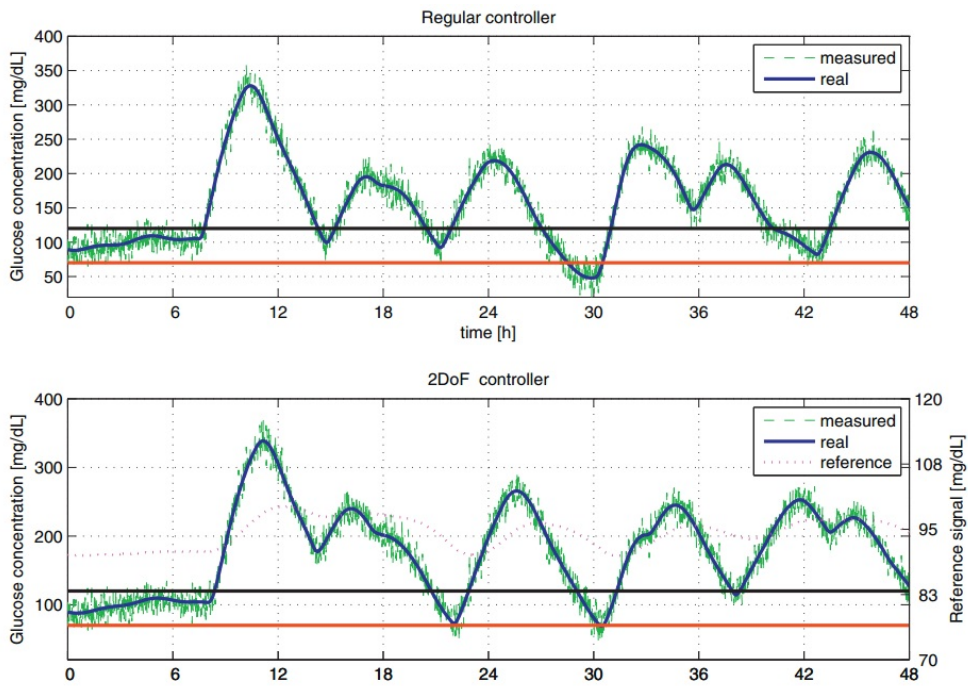 Regular controller
Glucose concentration [mg/dL]
400
350
300
250
200
150
100
50
measured
real
0 6 12 18 24 30 36 42 48
time [h]
2DoF controller
Glucose concentration [mg/dL]
400
300
200
100
measured
real
reference
120
108
95
83
70
Reference signal [mg/dL]
0 6 12 18 24 30 36 42 48